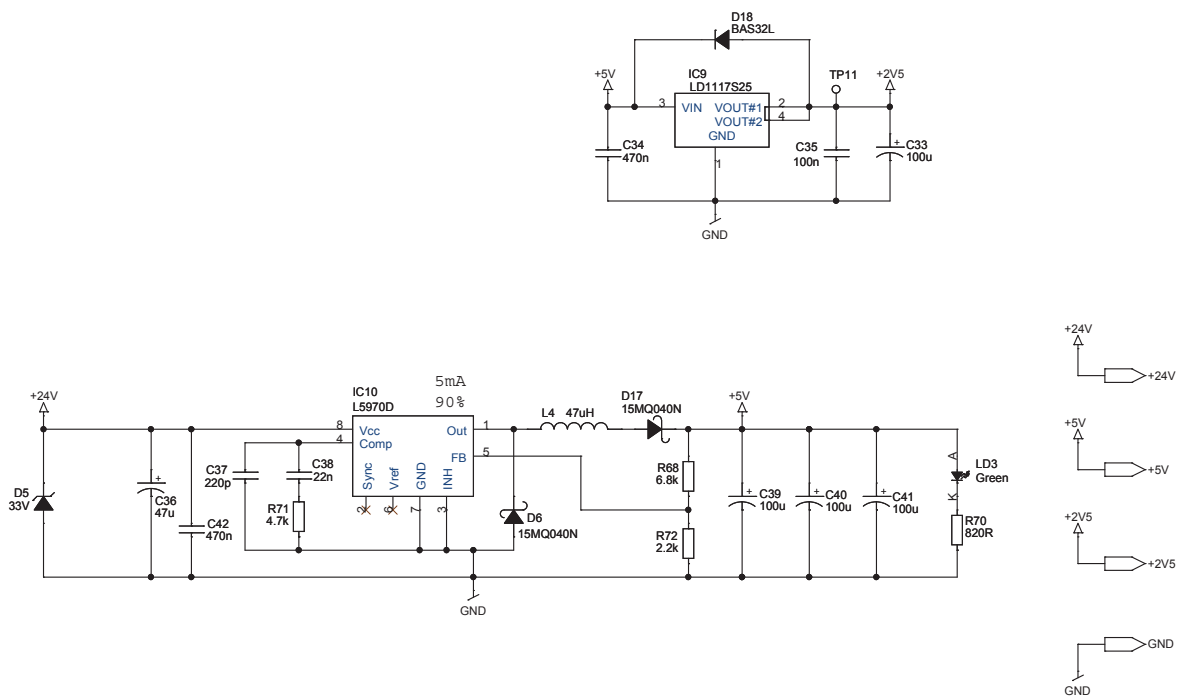 D18
BAS32L
+5V
IC9
LD1117S25
TP11
+2V5
3
VIN
VOUT#1
2
VOUT#2
4
GND
1
C34
470n
C35
100n
C33
100u
+
GND
+24V
+24V
+5V
+5V
+2V5
+2V5
GND
GND
+24V
IC10
L5970D
5mA
90%
D17
15MQ040N
+5V
L4 47uH
8
Vcc
Out
1
4
Comp
FB
5
Sync
Vref
GND
INH
2
6
7
3
D5
33V
+
C36
47u
C42
470n
C37
220p
C38
22n
R71
4.7k
D6
15MQ040N
R68
6.8k
R72
2.2k
+
C39
100u
+
C40
100u
+
C41
100u
A
LD3
Green
K
R70
820R
GND